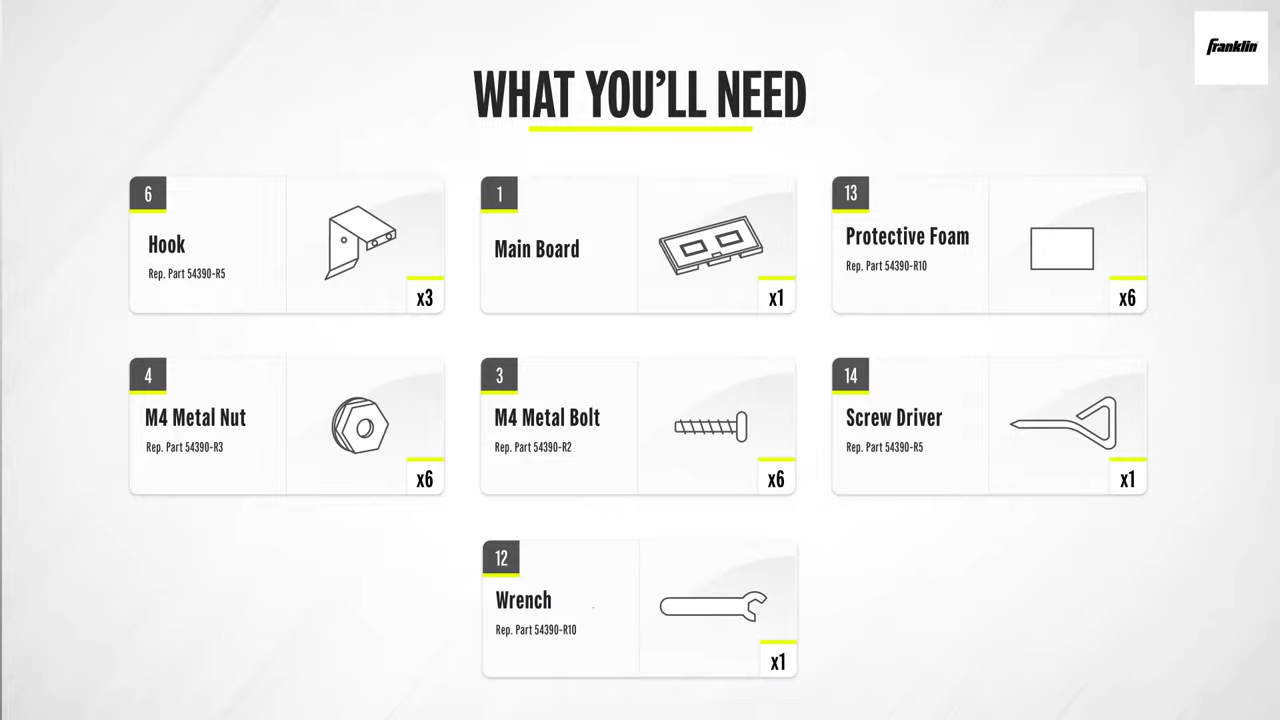 Franklin
WHAT YOU'LL NEED
6
Hook
Rep. Part 54390-R5
x3
1
Main Board
x1
13
Protective Foam
Rep. Part 54390-R10
x6
4
M4 Metal Nut
Rep. Part 54390-R3
x6
3
M4 Metal Bolt
Rep. Part 54390-R2
x6
14
Screw Driver
Rep. Part 54390-R5
x1
12
Wrench
Rep. Part 54390-R10
x1